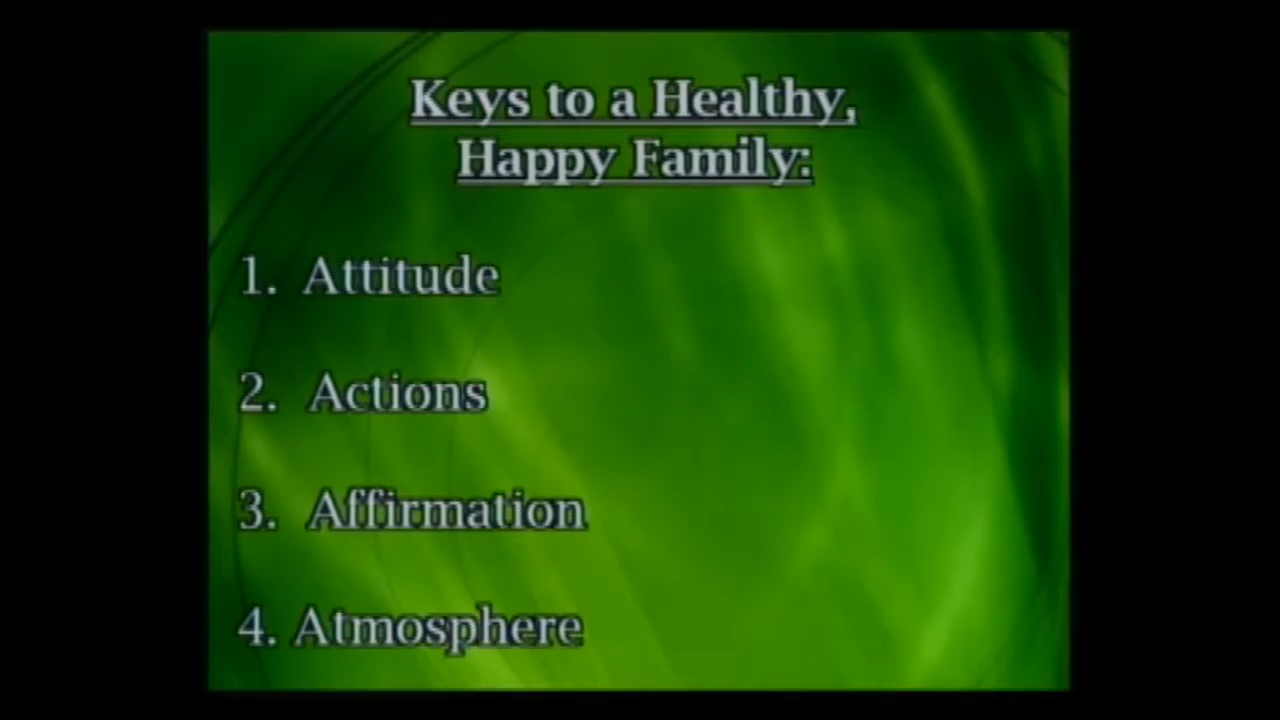 Keys to a Healthy,
Happy Family:
1. Attitude
2. Actions
3. Affirmation
4. Atmosphere